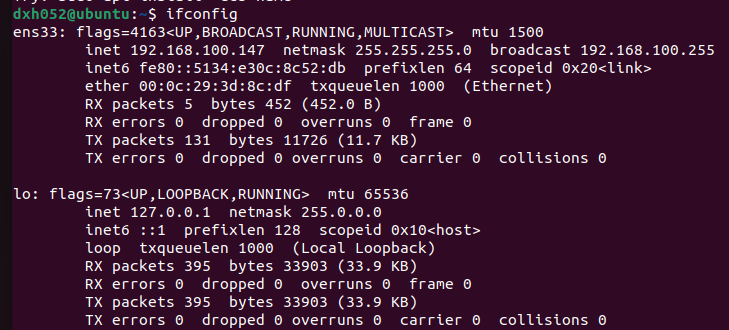 dxh052@ubuntu:~$ ifconfig
ens33: flags=4163<UP,BROADCAST,RUNNING,MULTICAST>  mtu 1500
        inet 192.168.100.147  netmask 255.255.255.0  broadcast 192.168.100.255
        inet6 fe80::5134:e30c:8c52:db  prefixlen 64  scopeid 0x20<link>
        ether 00:0c:29:3d:8c:df  txqueuelen 1000  (Ethernet)
        RX packets 5  bytes 452 (452.0 B)
        RX errors 0  dropped 0  overruns 0  frame 0
        TX packets 131  bytes 11726 (11.7 KB)
        TX errors 0  dropped 0 overruns 0  carrier 0  collisions 0

lo: flags=73<UP,LOOPBACK,RUNNING>  mtu 65536
        inet 127.0.0.1  netmask 255.0.0.0
        inet6 ::1  prefixlen 128  scopeid 0x10<host>
        loop  txqueuelen 1000  (Local Loopback)
        RX packets 395  bytes 33903 (33.9 KB)
        RX errors 0  dropped 0  overruns 0  frame 0
        TX packets 395  bytes 33903 (33.9 KB)
        TX errors 0  dropped 0 overruns 0  carrier 0  collisions 0